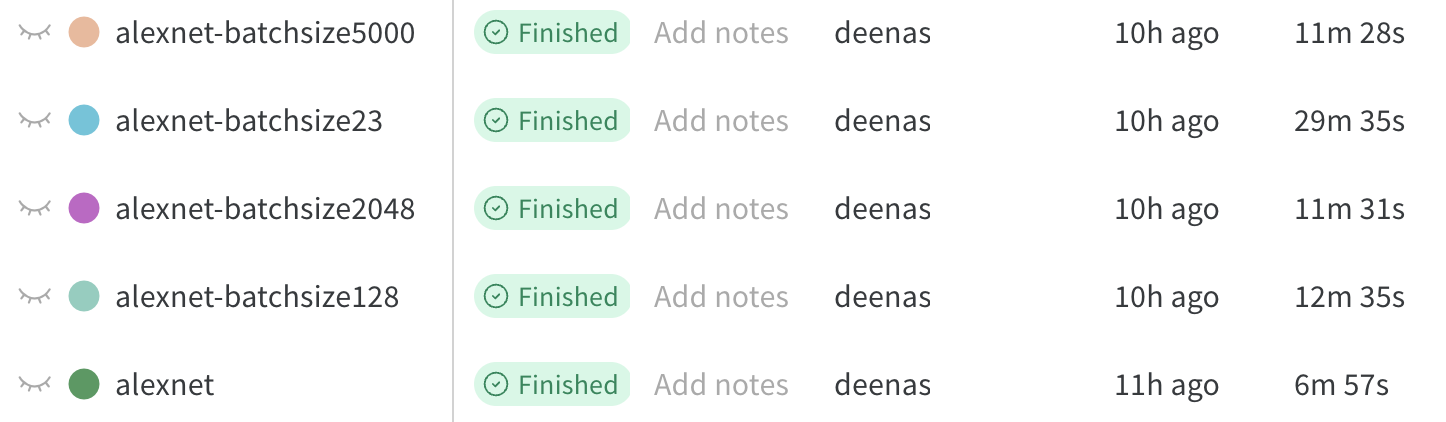 alexnet-batchsize5000 Finished Add notes deenas 10h ago 11m 28s
alexnet-batchsize23 Finished Add notes deenas 10h ago 29m 35s
alexnet-batchsize2048 Finished Add notes deenas 10h ago 11m 31s
alexnet-batchsize128 Finished Add notes deenas 10h ago 12m 35s
alexnet Finished Add notes deenas 11h ago 6m 57s